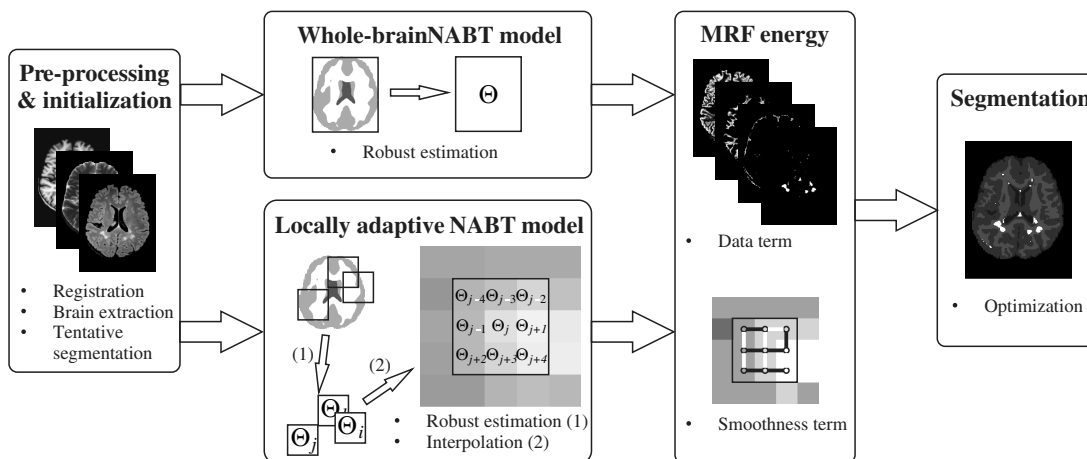 Pre-processing
& initialization
• Registration
• Brain extraction
• Tentative
segmentation
Whole-brainNABT model
Θ
• Robust estimation
Locally adaptive NABT model
(1)
(2)
Θj
Θi
Θj-4 Θj-3 Θj-2
Θj-1 Θj Θj+1
Θj+2 Θj+3 Θj+4
• Robust estimation (1)
• Interpolation (2)
MRF energy
• Data term
• Smoothness term
Segmentation
• Optimization